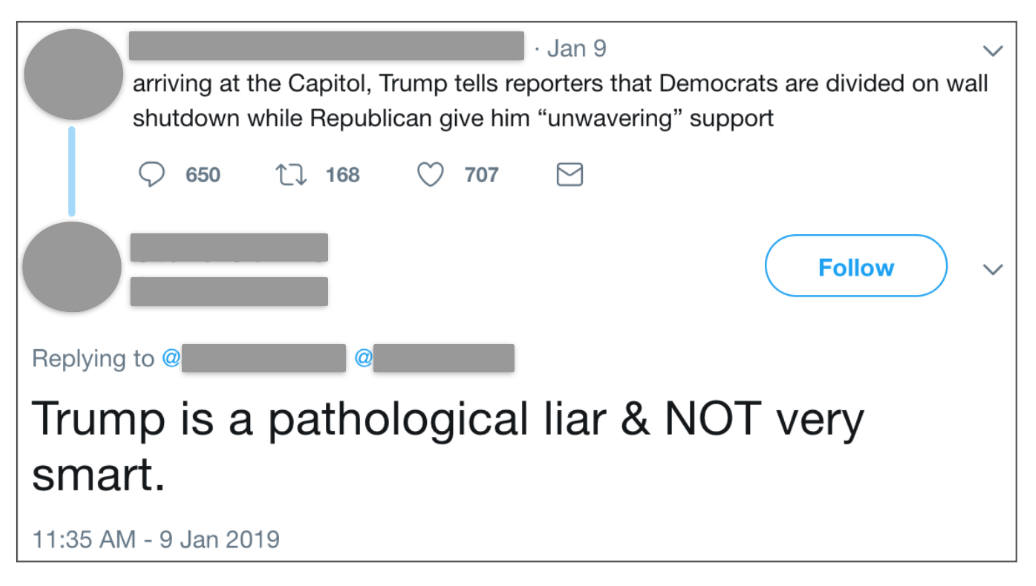 · Jan 9
arriving at the Capitol, Trump tells reporters that Democrats are divided on wall
shutdown while Republican give him “unwavering” support
650 168 707
Follow
Replying to @ @
Trump is a pathological liar & NOT very
smart.
11:35 AM - 9 Jan 2019